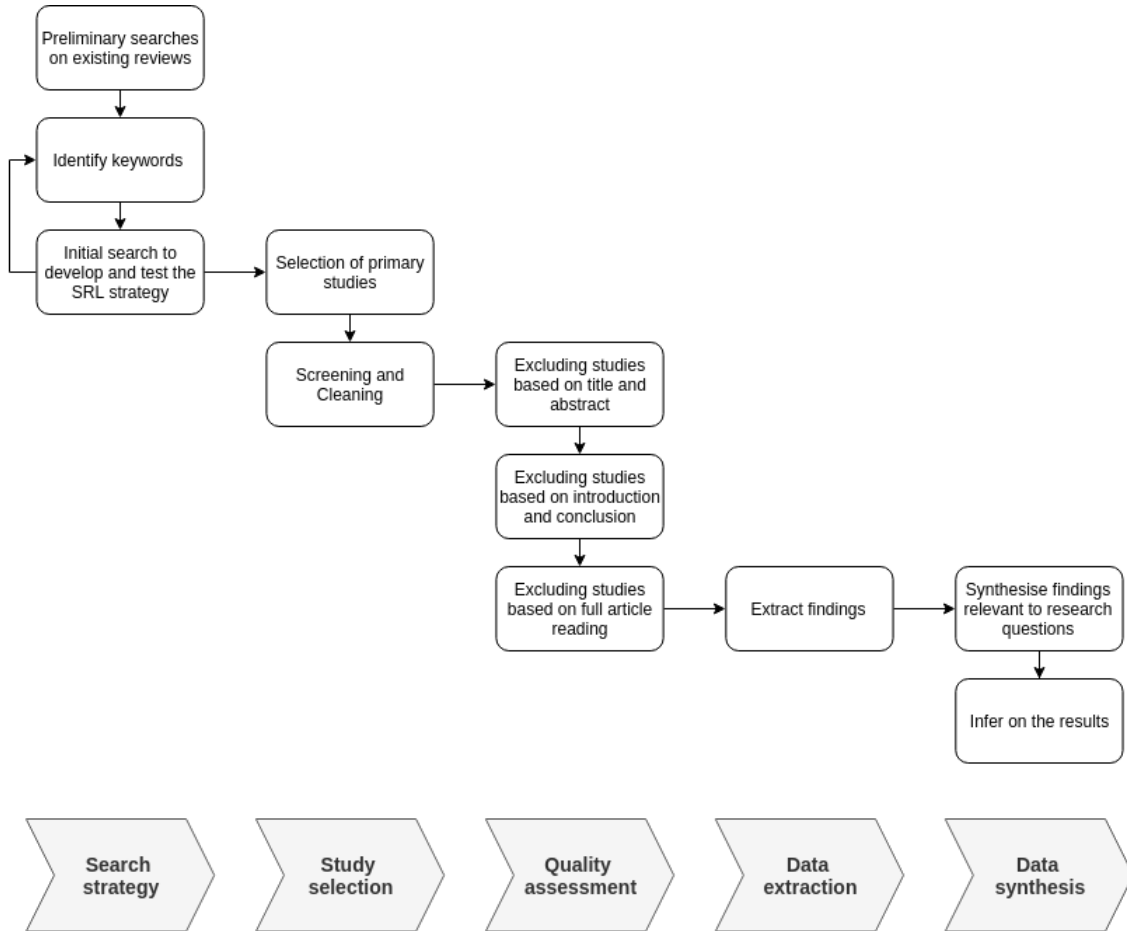 Preliminary searches
on existing reviews
Identify keywords
Initial search to
develop and test the
SRL strategy
Selection of primary
studies
Screening and
Cleaning
Excluding studies
based on title and
abstract
Excluding studies
based on introduction
and conclusion
Excluding studies
based on full article
reading
Extract findings
Synthesise findings
relevant to research
questions
Infer on the results
Search
strategy
Study
selection
Quality
assessment
Data
extraction
Data
synthesis